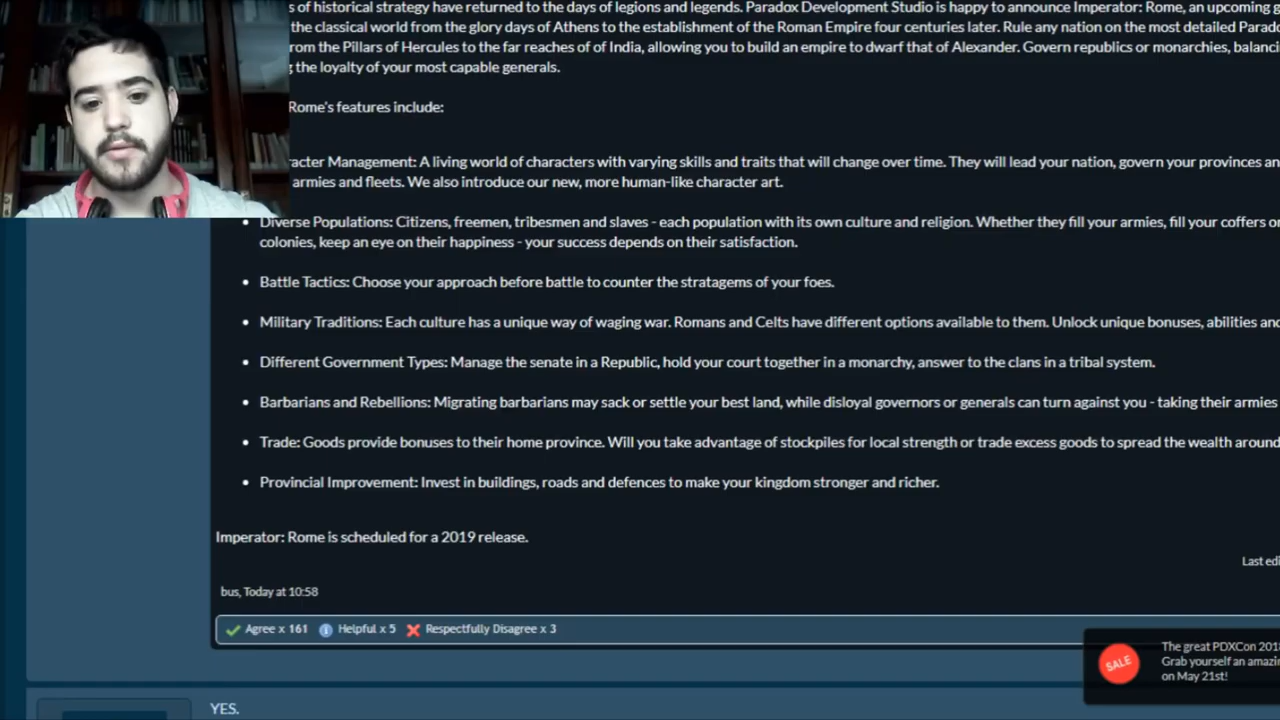 s of historical strategy have returned to the days of legions and legends. Paradox Development Studio is happy to announce Imperator: Rome, an upcoming
the classical world from the glory days of Athens to the establishment of the Roman Empire four centuries later. Rule any nation on the most detailed
rom the Pillars of Hercules to the far reaches of of India, allowing you to build an empire to dwarf that of Alexander. Govern republics or monarchies,
the loyalty of your most capable generals.
Rome's features include:
acter Management: A living world of characters with varying skills and traits that will change over time. They will lead your nation, govern your provinces
armies and fleets. We also introduce our new, more human-like character art.
• Diverse Populations: Citizens, freemen, tribesmen and slaves - each population with its own culture and religion. Whether they fill your armies, fill your coffers
colonies, keep an eye on their happiness - your success depends on their satisfaction.
• Battle Tactics: Choose your approach before battle to counter the stratagems of your foes.
• Military Traditions: Each culture has a unique way of waging war. Romans and Celts have different options available to them. Unlock unique bonuses, abilities and
• Different Government Types: Manage the senate in a Republic, hold your court together in a monarchy, answer to the clans in a tribal system.
• Barbarians and Rebellions: Migrating barbarians may sack or settle your best land, while disloyal governors or generals can turn against you - taking their armies
• Trade: Goods provide bonuses to their home province. Will you take advantage of stockpiles for local strength or trade excess goods to spread the wealth around
• Provincial Improvement: Invest in buildings, roads and defences to make your kingdom stronger and richer.
Imperator: Rome is scheduled for a 2019 release.
Last edi
bus, Today at 10:58
Agree x 161 Helpful x 5 Respectfully Disagree x 3
SALE
The great PDXCon 2018
Grab yourself an amazin
on May 21st!
YES.